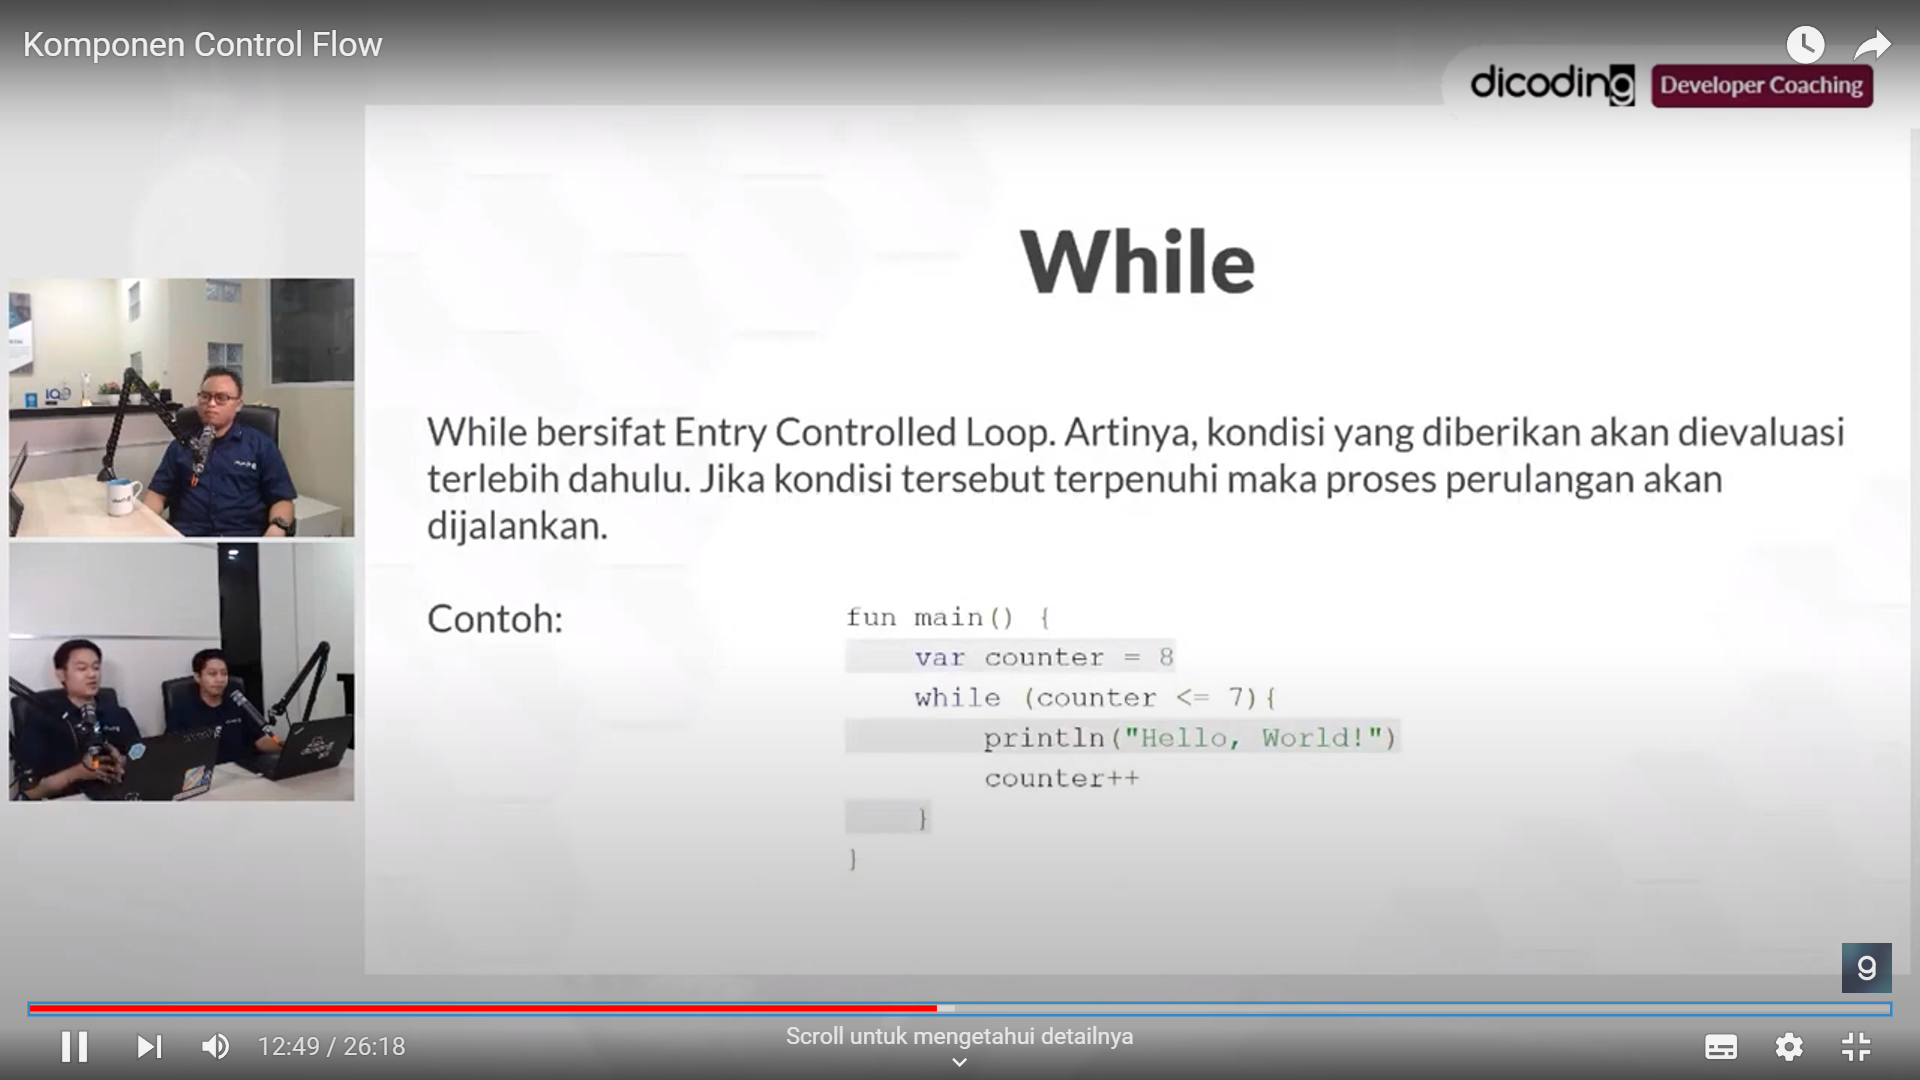 Komponen Control Flow
dicoding Developer Coaching
While
While bersifat Entry Controlled Loop. Artinya, kondisi yang diberikan akan dievaluasi
terlebih dahulu. Jika kondisi tersebut terpenuhi maka proses perulangan akan
dijalankan.
Contoh:
fun main() {
var counter = 8
while (counter <= 7){
println("Hello, World!")
counter++
}
}
9
12:49 / 26:18
Scroll untuk mengetahui detailnya